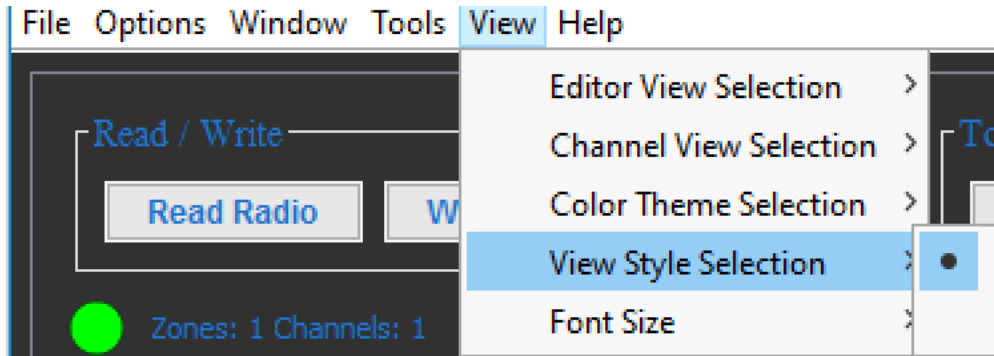 File Options Window Tools View Help
Editor View Selection
Read / Write
Channel View Selection
Read Radio
Color Theme Selection
View Style Selection
Zones: 1 Channels: 1
Font Size